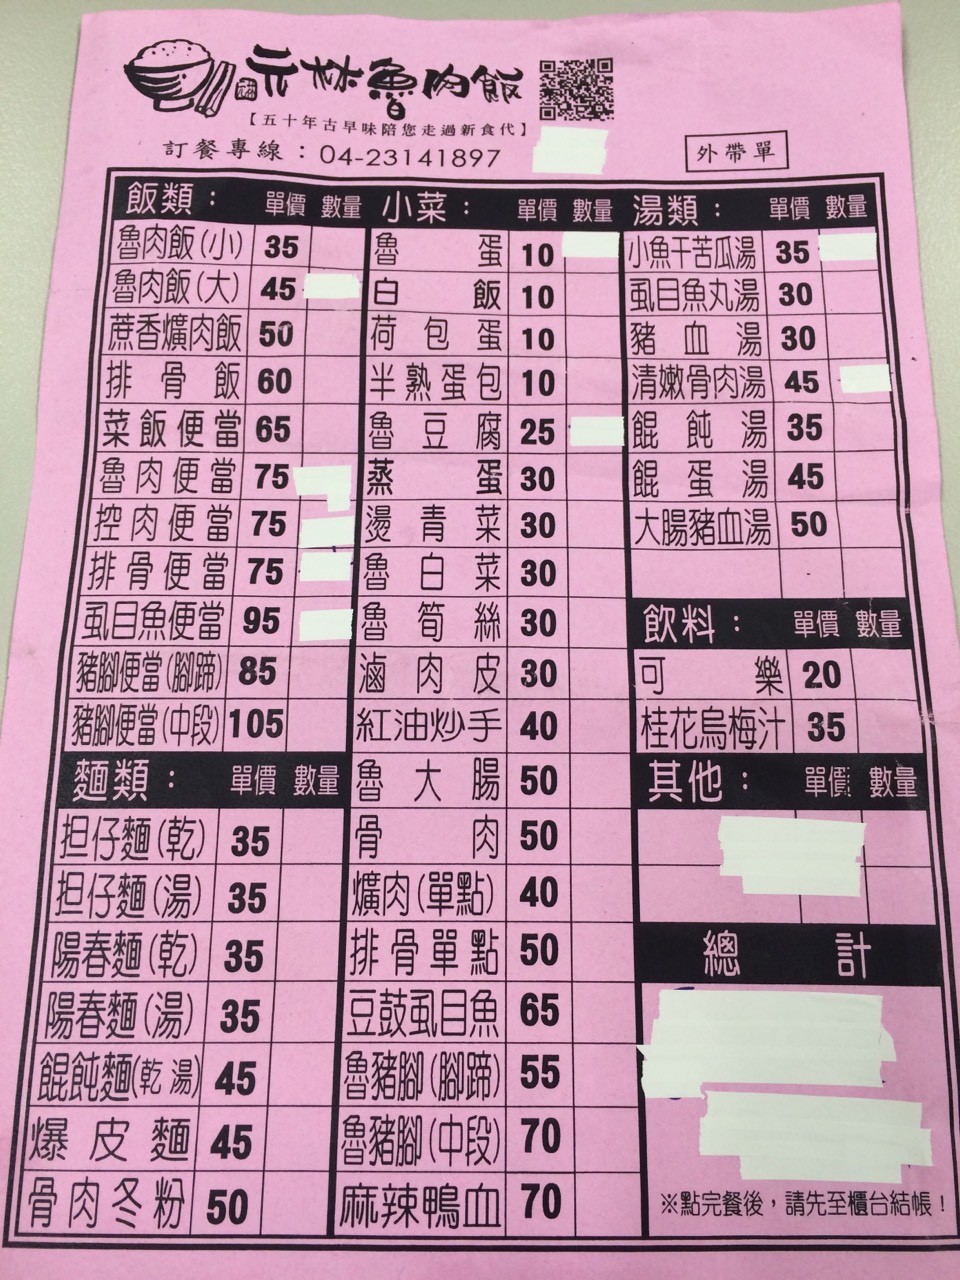 元林魯肉飯
【五十年古早味陪您走過新食代】
訂餐專線：04-23141897
外帶單
飯類： 單價 數量
魯肉飯(小) 35
魯肉飯(大) 45
蔗香爌肉飯 50
排骨飯 60
菜飯便當 65
魯肉便當 75
控肉便當 75
排骨便當 75
虱目魚便當 95
豬腳便當(腳蹄) 85
豬腳便當(中段) 105
麵類： 單價 數量
担仔麵(乾) 35
担仔麵(湯) 35
陽春麵(乾) 35
陽春麵(湯) 35
餛飩麵(乾 湯) 45
爆皮麵 45
骨肉冬粉 50
小菜： 單價 數量
魯蛋 10
白飯 10
荷包蛋 10
半熟蛋包 10
魯豆腐 25
蒸蛋 30
燙青菜 30
魯白菜 30
魯筍絲 30
滷肉皮 30
紅油炒手 40
魯大腸 50
骨肉 50
爌肉(單點) 40
排骨單點 50
豆鼓虱目魚 65
魯豬腳(腳蹄) 55
魯豬腳(中段) 70
麻辣鴨血 70
湯類： 單價 數量
小魚干苦瓜湯 35
虱目魚丸湯 30
豬血湯 30
清嫩骨肉湯 45
餛飩湯 35
餛蛋湯 45
大腸豬血湯 50
飲料： 單價 數量
可樂 20
桂花烏梅汁 35
其他： 單價 數量
總計
※點完餐後，請先至櫃台結帳！